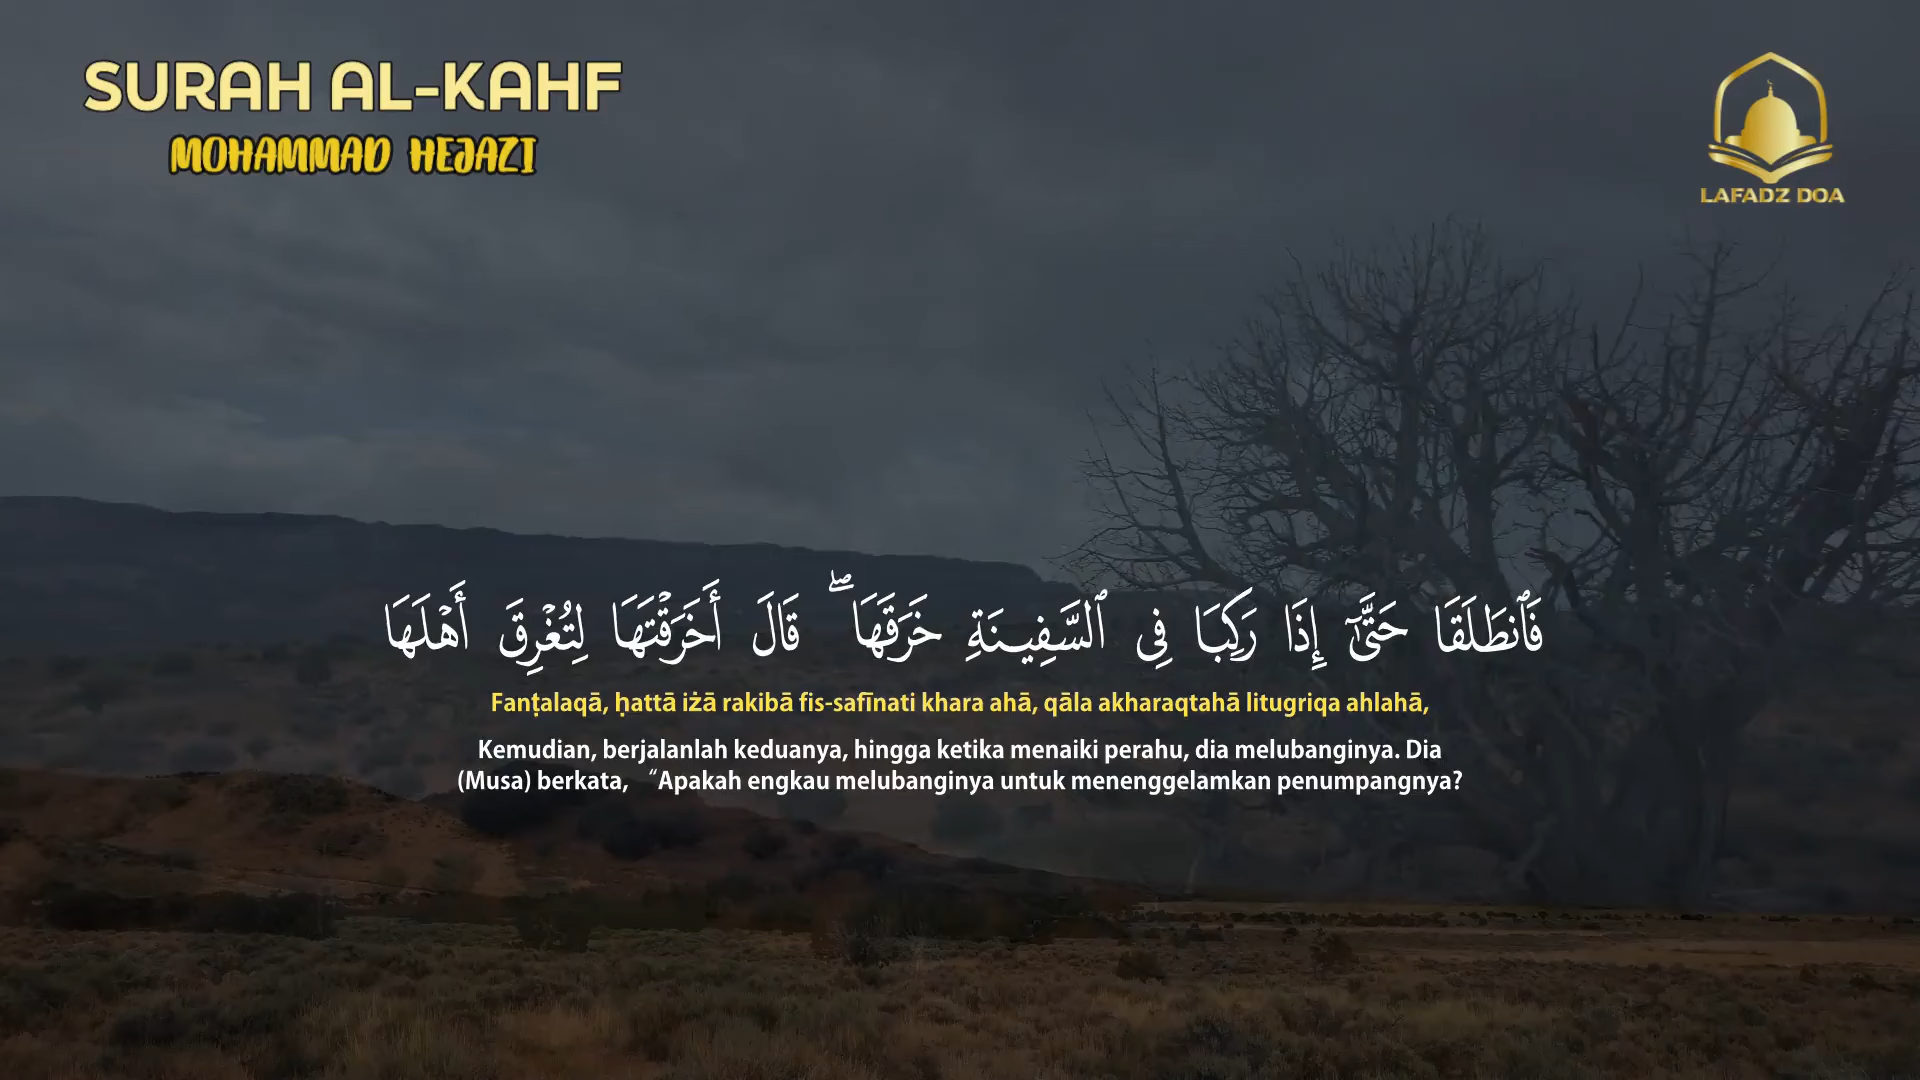 SURAH AL-KAHF
MOHAMMAD HEJAZI
LAFADZ DOA
فَٱنطَلَقَا حَتَّىٰٓ إِذَا رَكِبَا فِى ٱلسَّفِينَةِ خَرَقَهَا ۖ قَالَ أَخَرَقْتَهَا لِتُغْرِقَ أَهْلَهَا
Fanṭalaqā, ḥattā iżā rakibā fis-safīnati khara ahā, qāla akharaqtahā litugriqa ahlahā,
Kemudian, berjalanlah keduanya, hingga ketika menaiki perahu, dia melubanginya. Dia
(Musa) berkata, “Apakah engkau melubanginya untuk menenggelamkan penumpangnya?